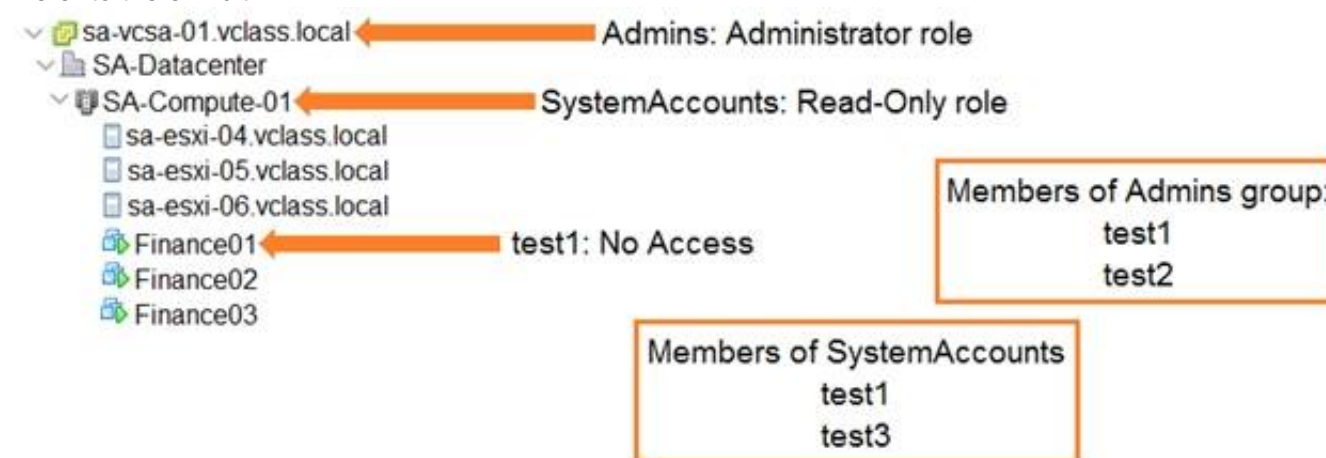 sa-vcsa-01.vclass.local
Admins: Administrator role
SA-Datacenter
SA-Compute-01
SystemAccounts: Read-Only role
sa-esxi-04.vclass.local
sa-esxi-05.vclass.local
sa-esxi-06.vclass.local
Finance01
test1: No Access
Finance02
Finance03
Members of Admins group:
test1
test2
Members of SystemAccounts
test1
test3